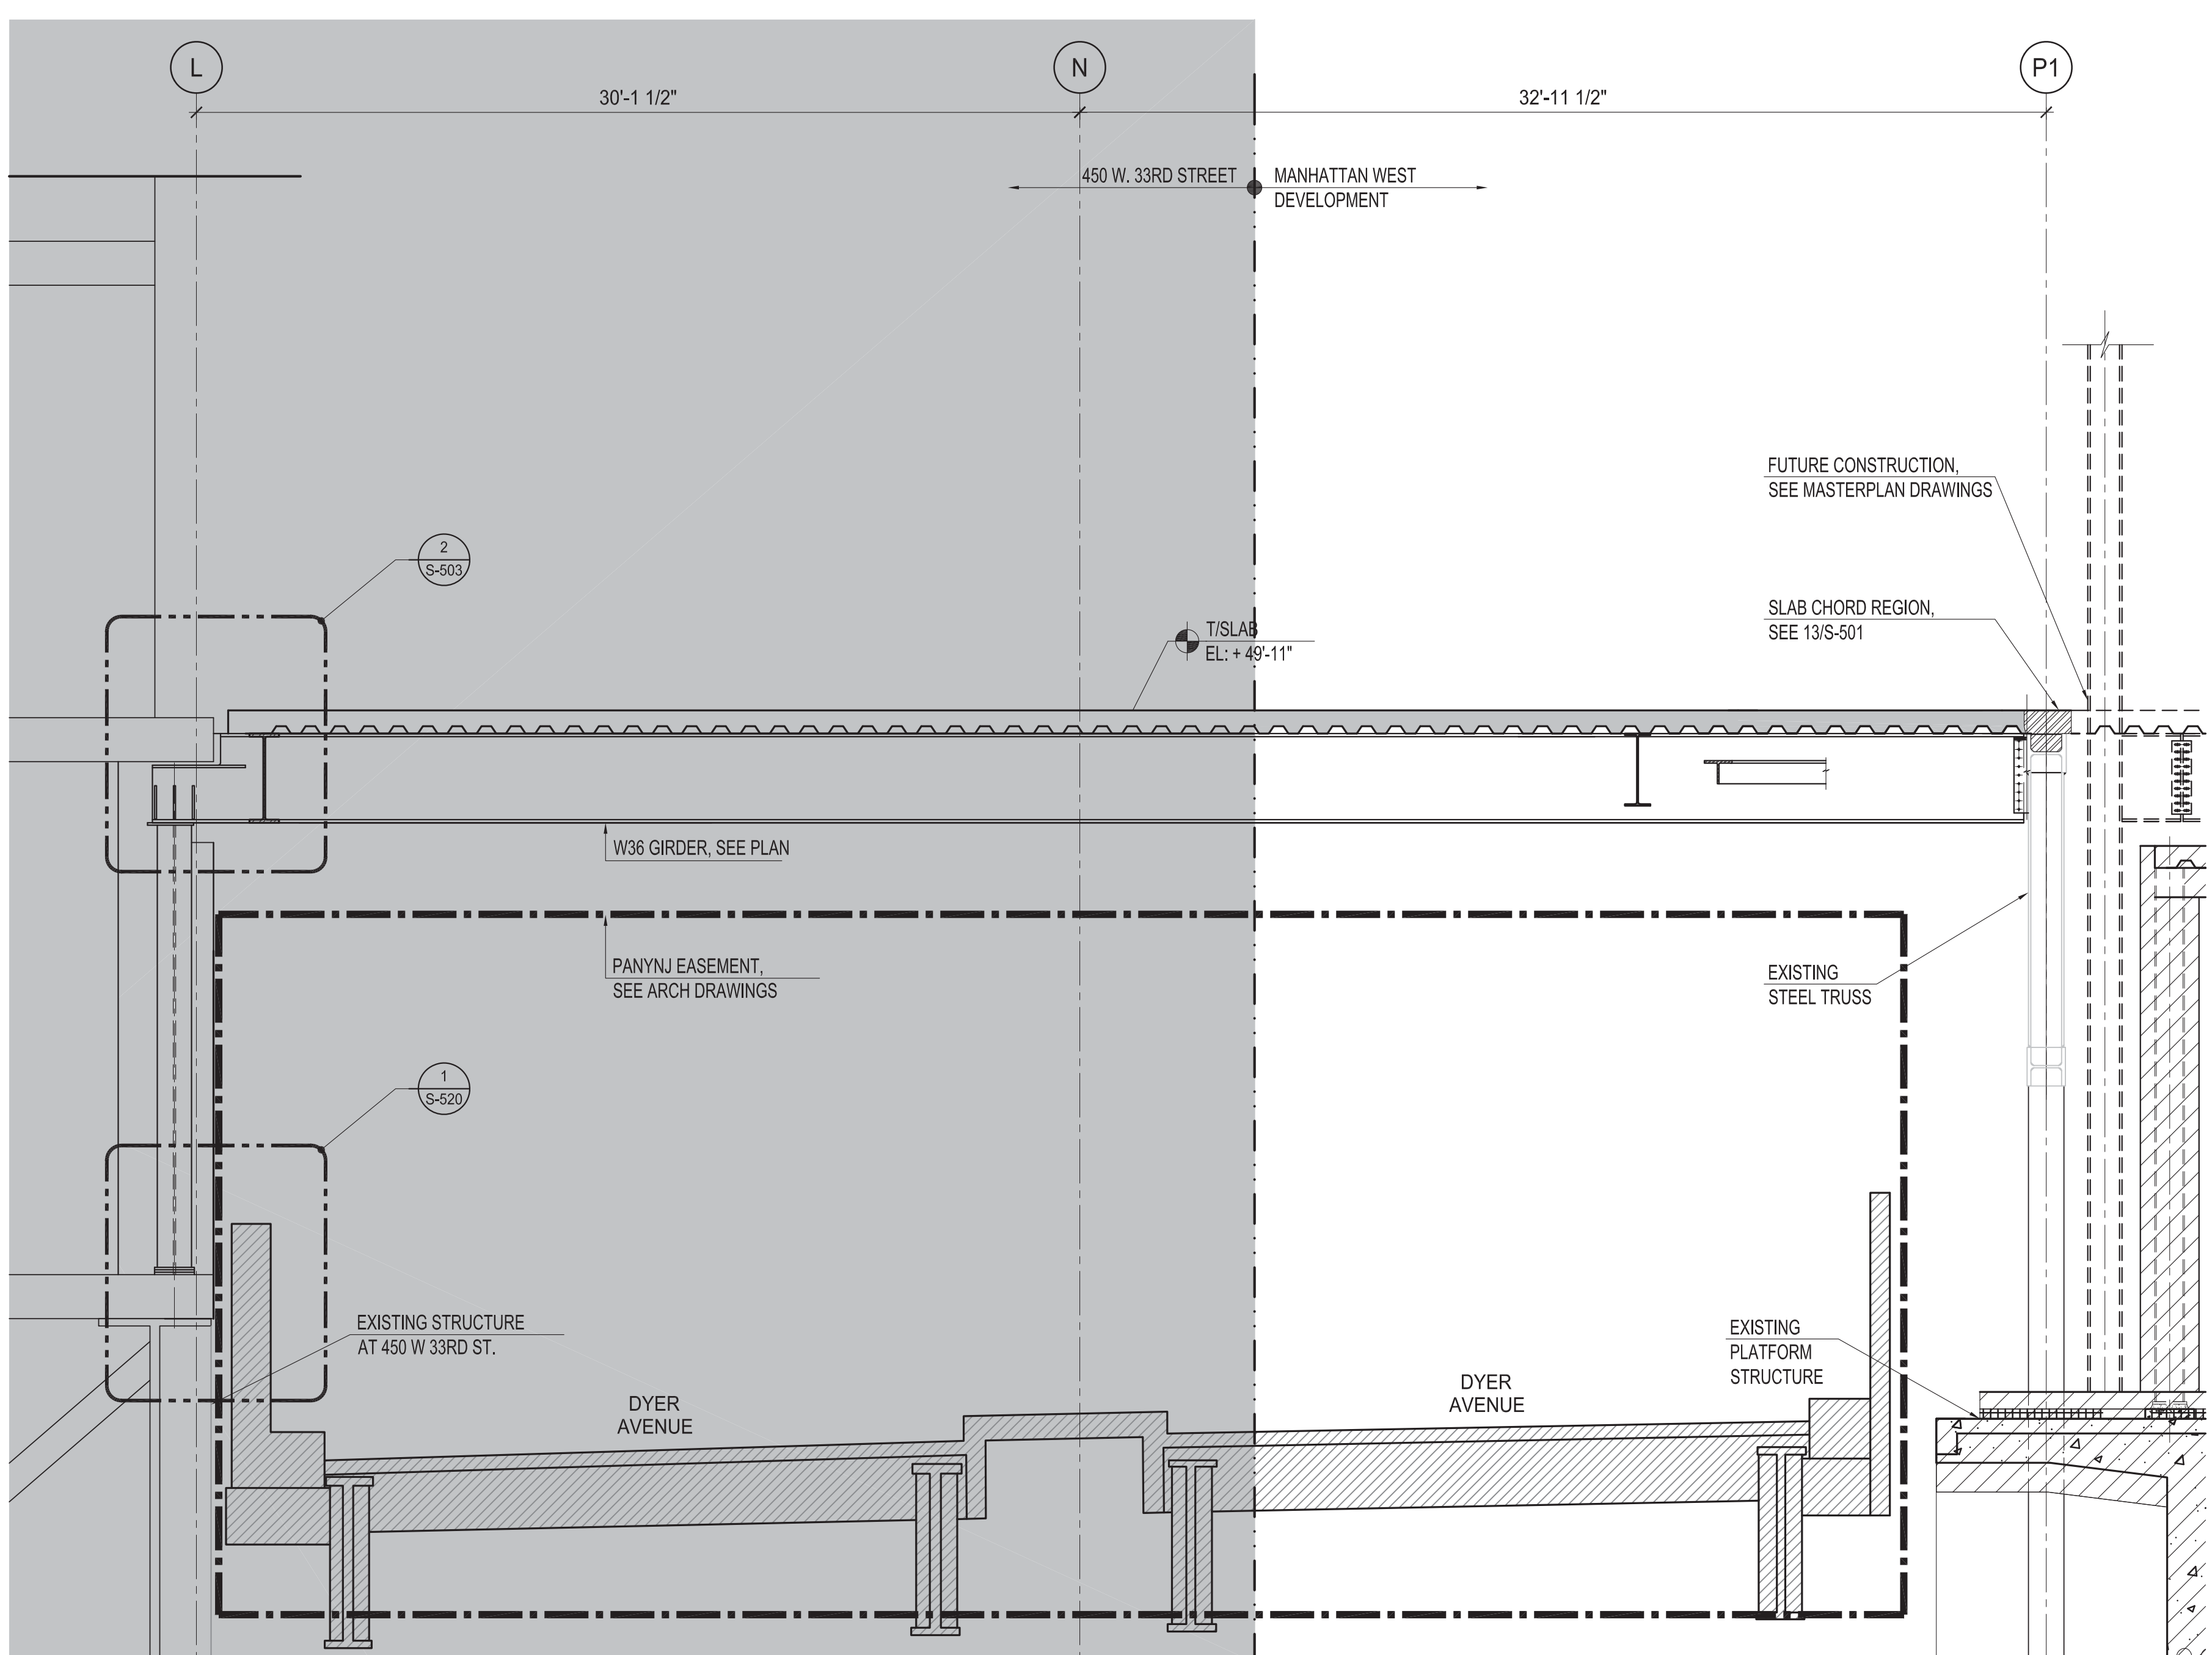 L
N
P1
30'-1 1/2"
32'-11 1/2"
450 W. 33RD STREET
MANHATTAN WEST
DEVELOPMENT
FUTURE CONSTRUCTION,
SEE MASTERPLAN DRAWINGS
2
S-503
SLAB CHORD REGION,
SEE 13/S-501
T/SLAB
EL: + 49'-11"
W36 GIRDER, SEE PLAN
PANYNJ EASEMENT,
SEE ARCH DRAWINGS
EXISTING
STEEL TRUSS
1
S-520
EXISTING STRUCTURE
AT 450 W 33RD ST.
EXISTING
PLATFORM
STRUCTURE
DYER
AVENUE
DYER
AVENUE